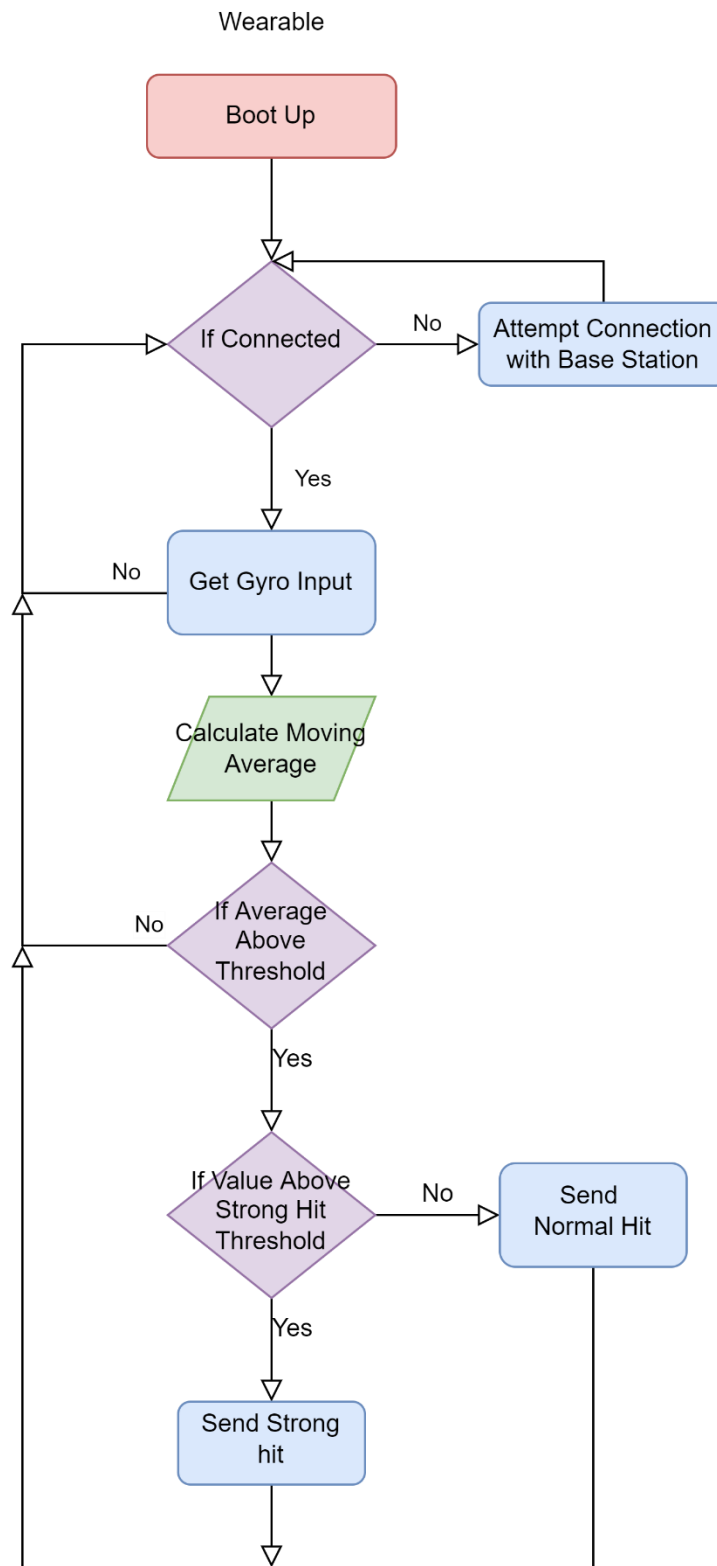 Wearable
Boot Up
If Connected
No
Attempt Connection
with Base Station
Yes
No
Get Gyro Input
Calculate Moving
Average
No
If Average
Above
Threshold
Yes
If Value Above
Strong Hit
Threshold
No
Send
Normal Hit
Yes
Send Strong
hit